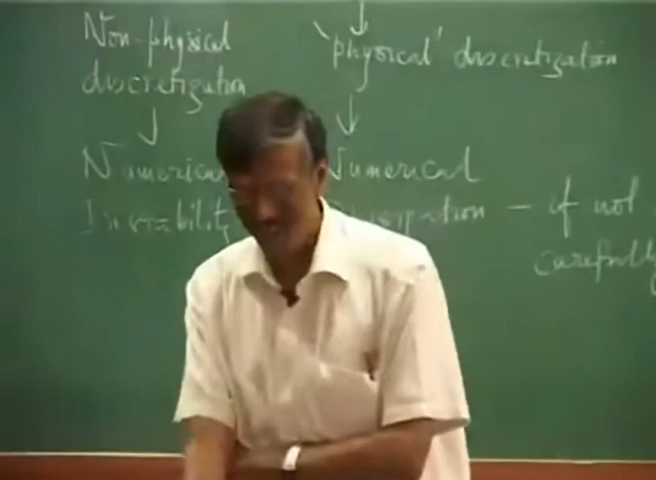 Non-physical
discretization
'physical' discretization
Numerical
Instability
Numerical
if not
carefully